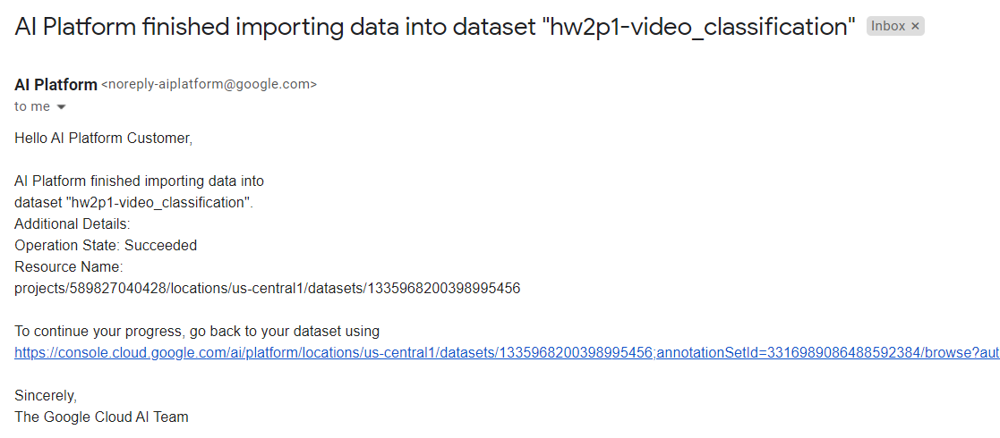 AI Platform finished importing data into dataset "hw2p1-video_classification" Inbox ×
AI Platform <noreply-aiplatform@google.com>
to me
Hello AI Platform Customer,
AI Platform finished importing data into
dataset "hw2p1-video_classification".
Additional Details:
Operation State: Succeeded
Resource Name:
projects/589827040428/locations/us-central1/datasets/1335968200398995456
To continue your progress, go back to your dataset using
https://console.cloud.google.com/ai/platform/locations/us-central1/datasets/1335968200398995456;annotationSetId=3316989086488592384/browse?aut
Sincerely,
The Google Cloud AI Team